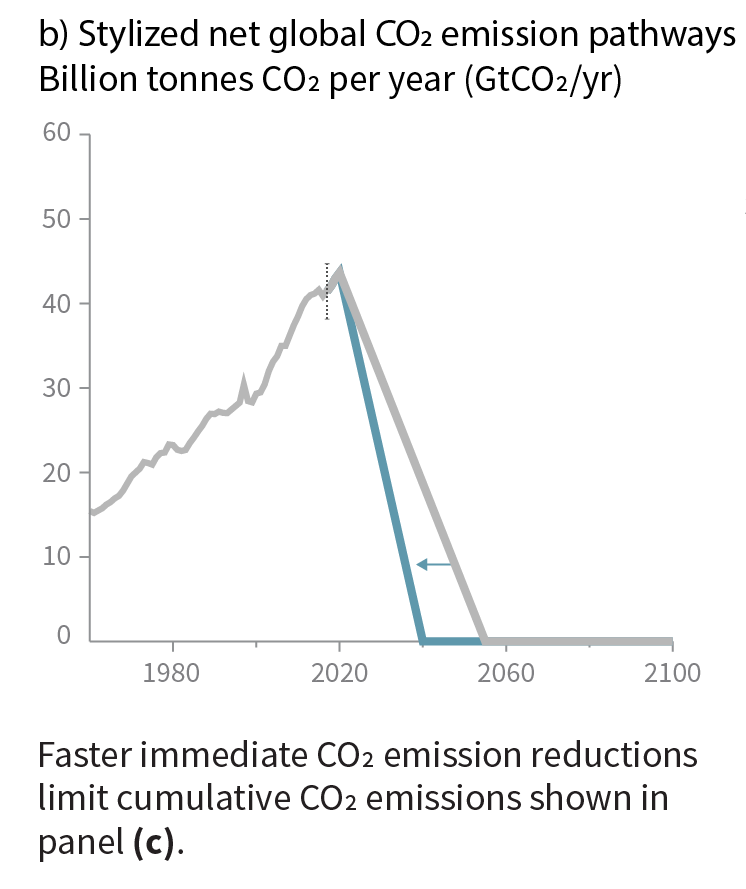 b) Stylized net global CO₂ emission pathways
Billion tonnes CO₂ per year (GtCO₂/yr)
60
50
40
30
20
10
0
1980 2020 2060 2100
Faster immediate CO₂ emission reductions
limit cumulative CO₂ emissions shown in
panel (c).